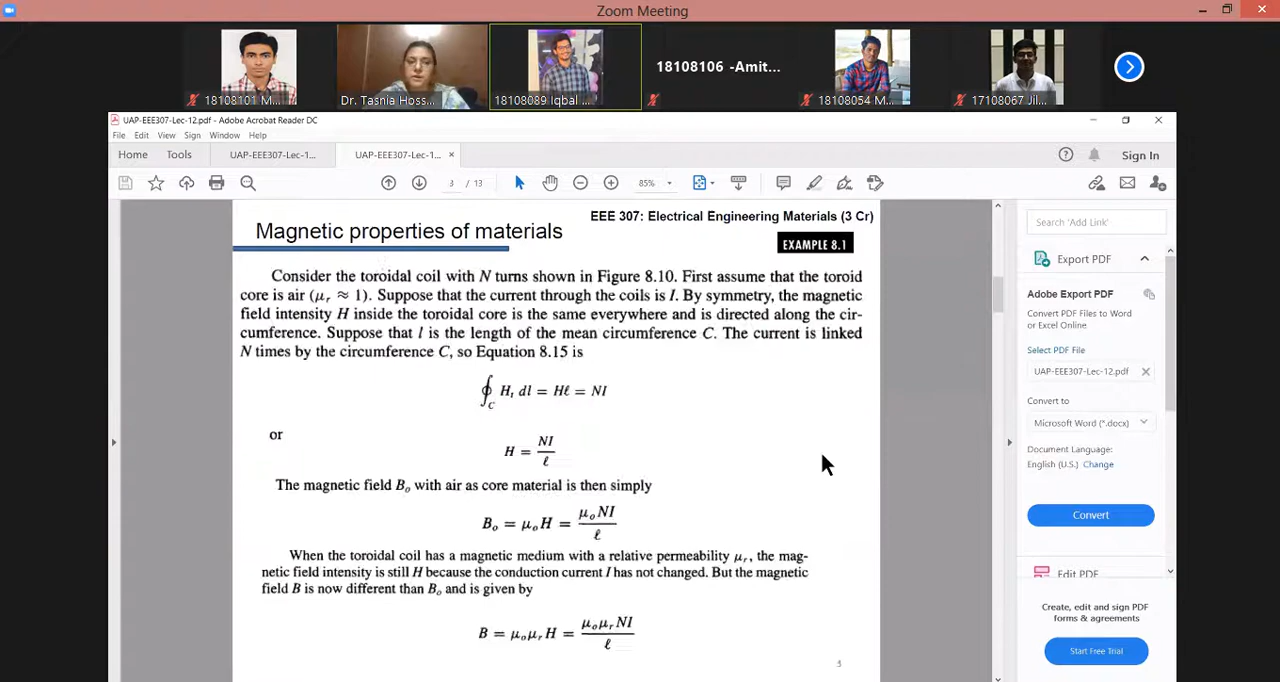 Zoom Meeting
18108101 M...
Dr. Tasnia Hoss...
18108089 Iqbal ...
18108106 -Amit...
18108054 M...
17108067 Jil...
UAP-EEE307-Lec-12.pdf - Adobe Acrobat Reader DC
File Edit View Sign Window Help
Home Tools UAP-EEE307-Lec-1... UAP-EEE307-Lec-1... ×
Sign In
3 / 13
85%
EEE 307: Electrical Engineering Materials (3 Cr)
Magnetic properties of materials
EXAMPLE 8.1
Consider the toroidal coil with N turns shown in Figure 8.10. First assume that the toroid
core is air (μr ≈ 1). Suppose that the current through the coils is I. By symmetry, the magnetic
field intensity H inside the toroidal core is the same everywhere and is directed along the cir-
cumference. Suppose that l is the length of the mean circumference C. The current is linked
N times by the circumference C, so Equation 8.15 is
∮C Ht dl = Hℓ = NI
or
H = NI/ℓ
The magnetic field Bo with air as core material is then simply
Bo = μoH = μoNI/ℓ
When the toroidal coil has a magnetic medium with a relative permeability μr, the mag-
netic field intensity is still H because the conduction current I has not changed. But the magnetic
field B is now different than Bo and is given by
B = μoμrH = μoμrNI/ℓ
Search 'Add Link'
Export PDF
Adobe Export PDF
Convert PDF Files to Word
or Excel Online
Select PDF File
UAP-EEE307-Lec-12.pdf ×
Convert to
Microsoft Word (*.docx)
Document Language:
English (U.S.) Change
Convert
Edit PDF
Create, edit and sign PDF
forms & agreements
Start Free Trial